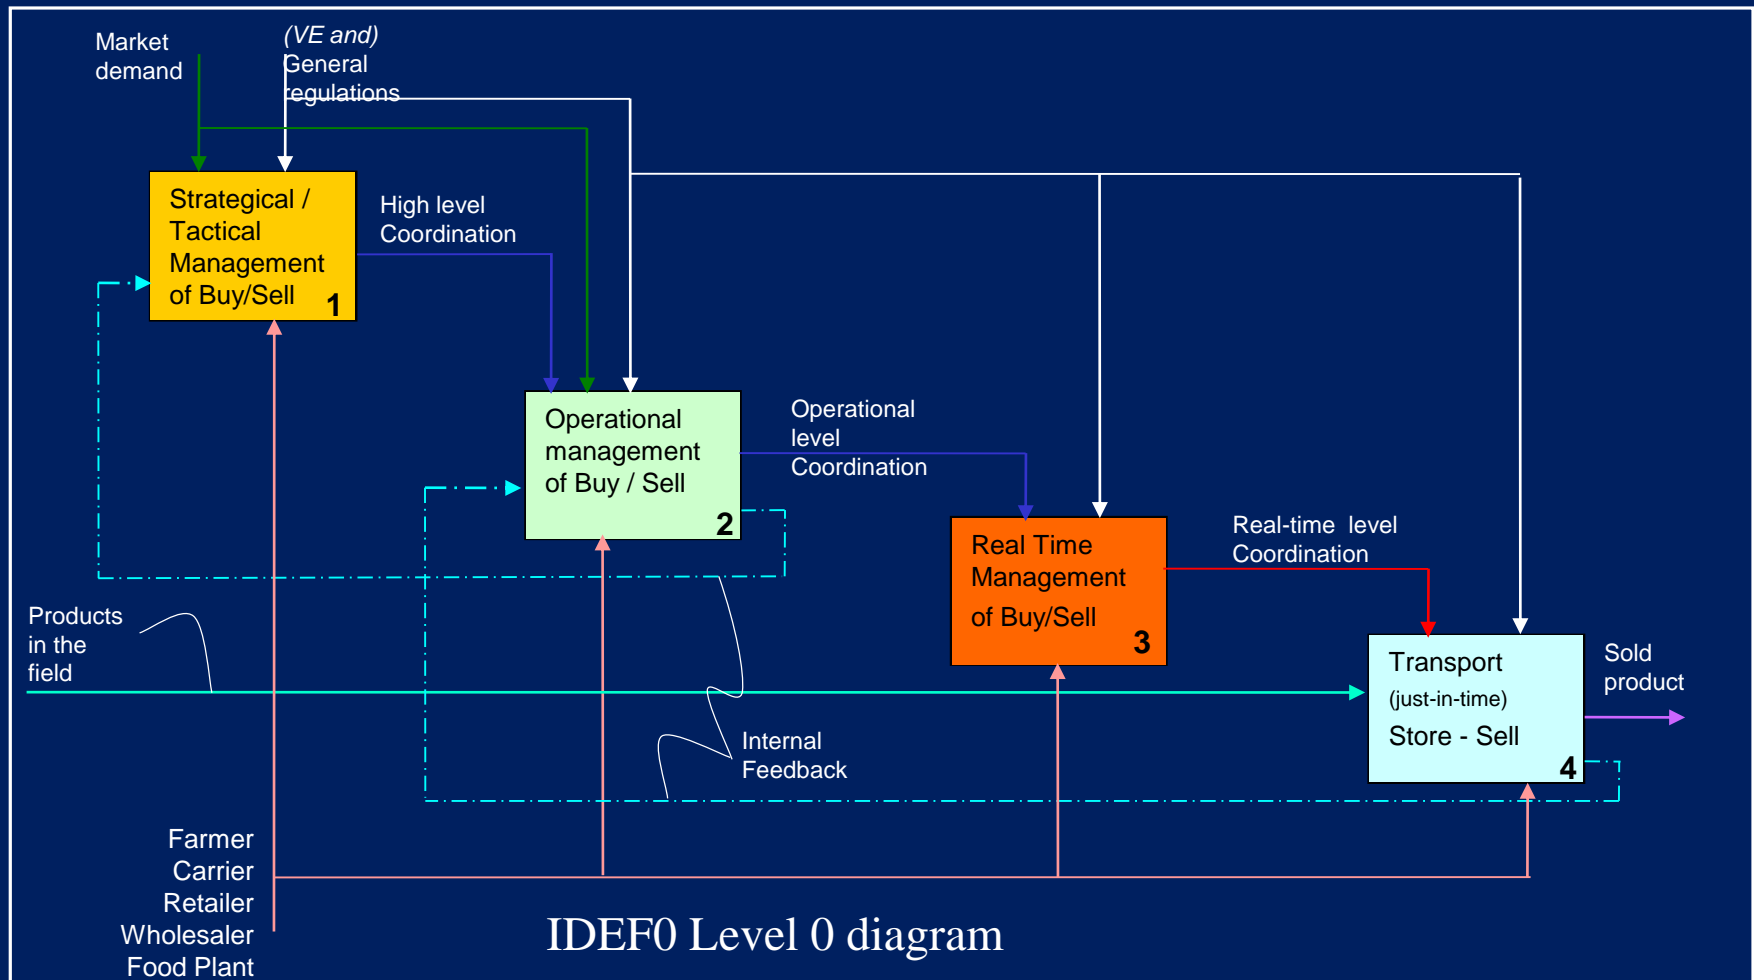 Market
demand
(VE and)
General
regulations
Strategical /
Tactical
Management
of Buy/Sell
1
High level
Coordination
Operational
management
of Buy / Sell
2
Operational
level
Coordination
Real Time
Management
of Buy/Sell
3
Real-time level
Coordination
Products
in the
field
Transport
(just-in-time)
Store - Sell
4
Sold
product
Internal
Feedback
Farmer
Carrier
Retailer
Wholesaler
Food Plant
IDEF0 Level 0 diagram